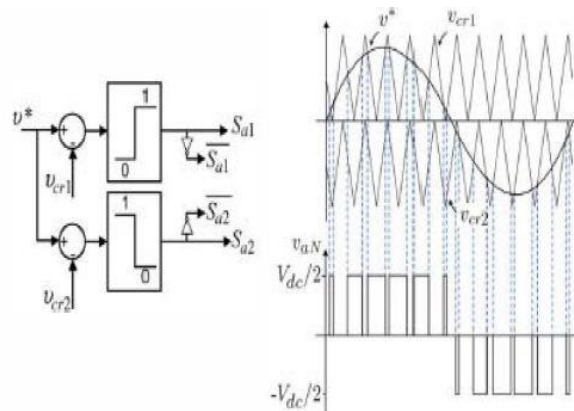 v*
+
-
v_cr1
1
0
S_a1
S̅_a1
+
-
v_cr2
1
0
S̅_a2
S_a2
v*
v_cr1
v_cr2
v_aN
V_dc/2
-V_dc/2